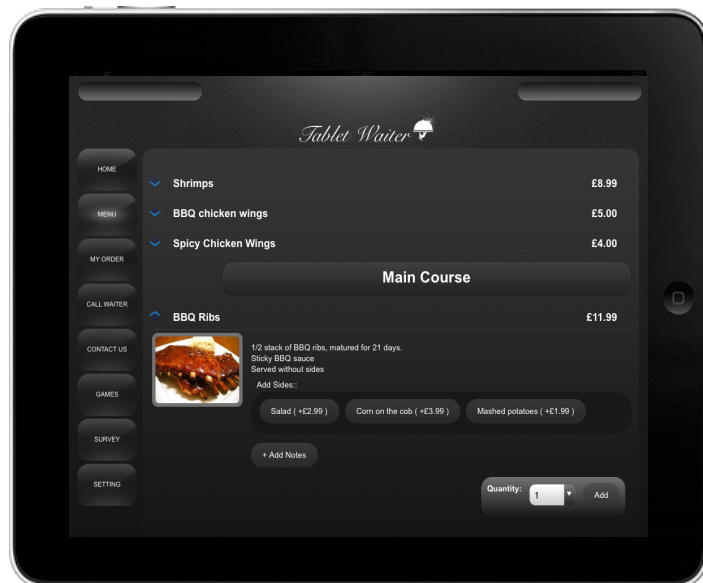 Tablet Waiter
HOME
MENU
MY ORDER
CALL WAITER
CONTACT US
GAMES
SURVEY
SETTING
Shrimps £8.99
BBQ chicken wings £5.00
Spicy Chicken Wings £4.00
Main Course
BBQ Ribs £11.99
1/2 stack of BBQ ribs, matured for 21 days.
Sticky BBQ sauce
Served without sides
Add Sides::
Salad ( +£2.99 ) Corn on the cob ( +£3.99 ) Mashed potatoes ( +£1.99 )
+ Add Notes
Quantity: 1 Add